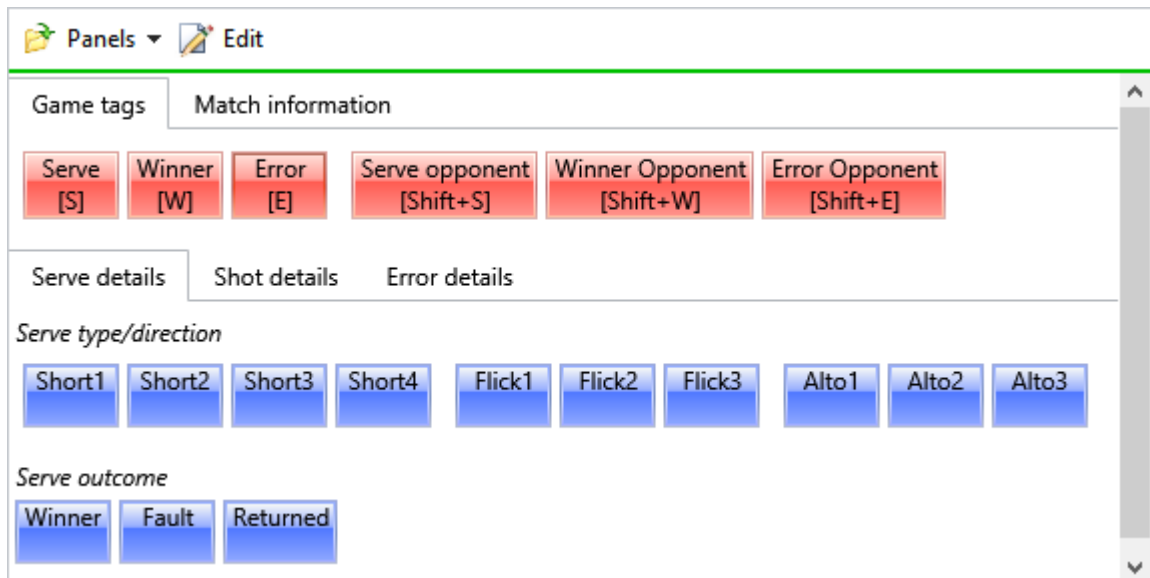 Panels Edit
Game tags Match information
Serve Winner Error Serve opponent Winner Opponent Error Opponent
[S] [W] [E] [Shift+S] [Shift+W] [Shift+E]
Serve details Shot details Error details
Serve type/direction
Short1 Short2 Short3 Short4 Flick1 Flick2 Flick3 Alto1 Alto2 Alto3
Serve outcome
Winner Fault Returned